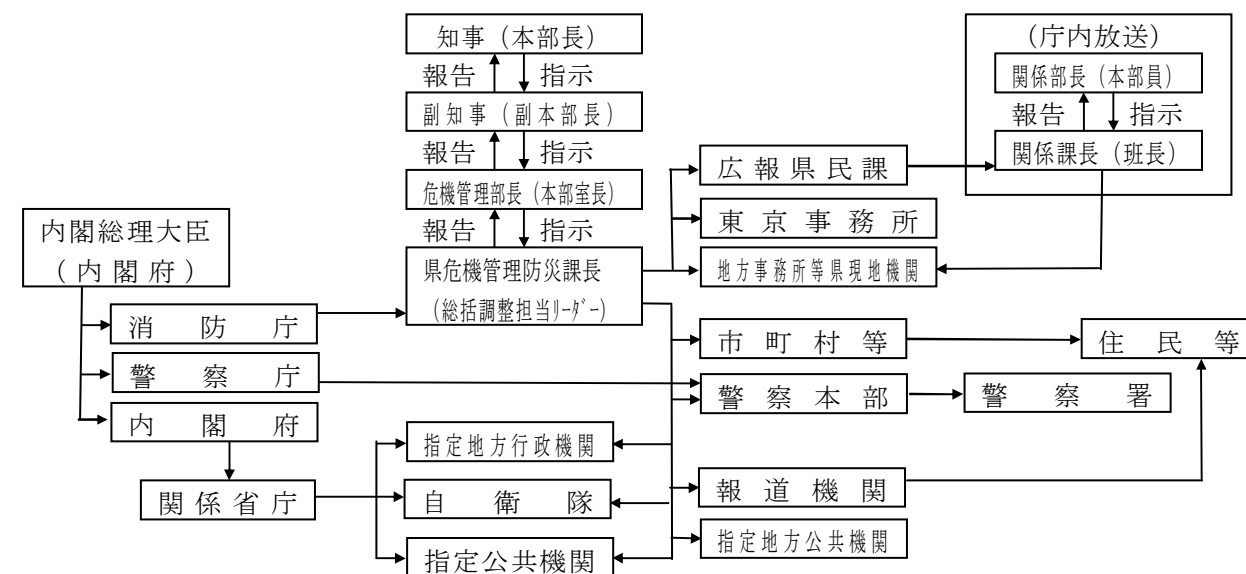 知事（本部長）
報告 指示
副知事（副本部長）
報告 指示
危機管理部長（本部室長）
報告 指示
県危機管理防災課長
（総括調整担当ﾘｰﾀﾞｰ）
（庁内放送）
関係部長（本部員）
報告 指示
関係課長（班長）
広報県民課
東京事務所
地方事務所等県現地機関
内閣総理大臣
（内閣府）
消防庁
警察庁
内閣府
関係省庁
市町村等
住民等
警察本部
警察署
指定地方行政機関
自衛隊
指定公共機関
報道機関
指定地方公共機関